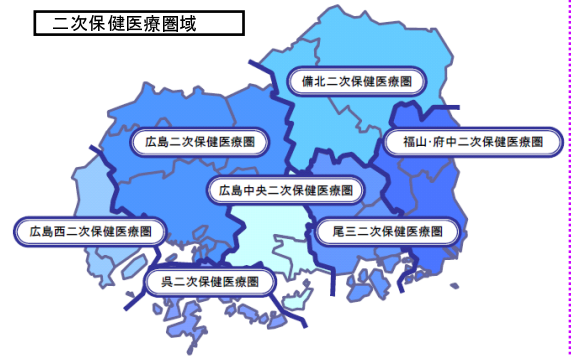 二次保健医療圏域
備北二次保健医療圏
広島二次保健医療圏
福山・府中二次保健医療圏
広島中央二次保健医療圏
広島西二次保健医療圏
尾三二次保健医療圏
呉二次保健医療圏